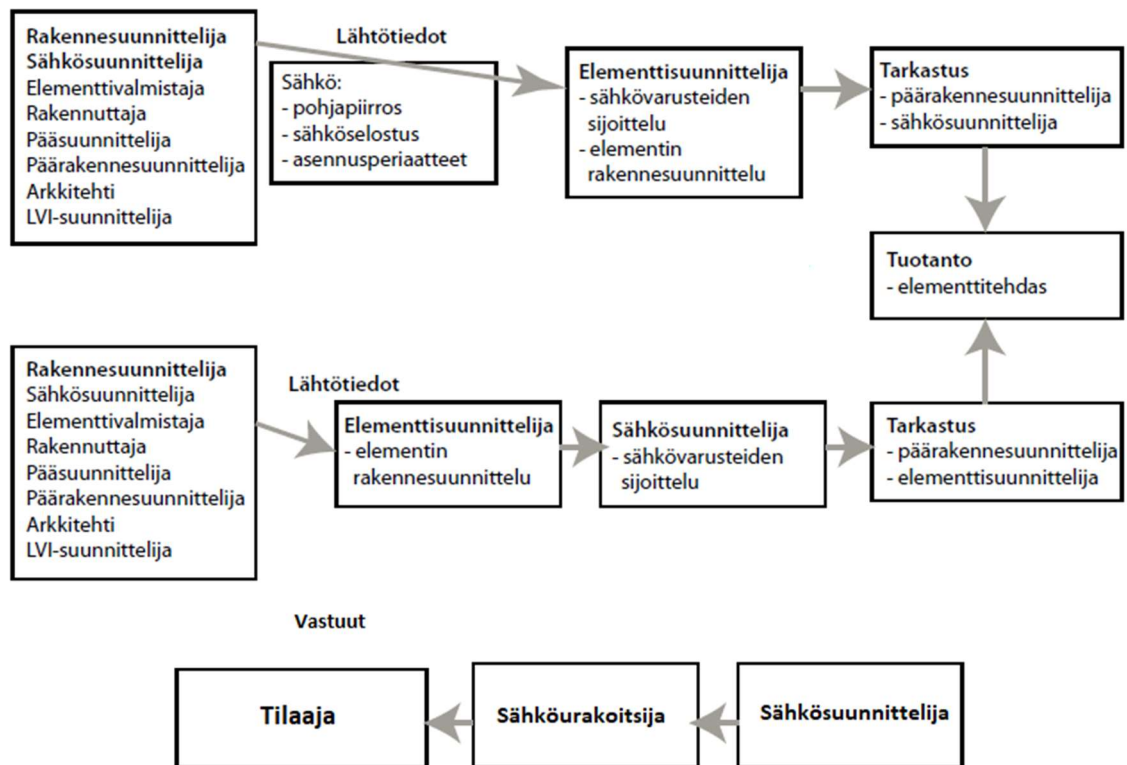 Rakennesuunnittelija
Sähkösuunnittelija
Elementtivalmistaja
Rakennuttaja
Pääsuunnittelija
Päärakennesuunnittelija
Arkkitehti
LVI-suunnittelija
Lähtötiedot
Sähkö:
- pohjapiirros
- sähköselostus
- asennusperiaatteet
Elementtisuunnittelija
- sähkövarusteiden
sijoittelu
- elementin
rakennesuunnittelu
Tarkastus
- päärakennesuunnittelija
- sähkösuunnittelija
Tuotanto
- elementtitehdas
Rakennesuunnittelija
Sähkösuunnittelija
Elementtivalmistaja
Rakennuttaja
Pääsuunnittelija
Päärakennesuunnittelija
Arkkitehti
LVI-suunnittelija
Lähtötiedot
Elementtisuunnittelija
- elementin
rakennesuunnittelu
Sähkösuunnittelija
- sähkövarusteiden
sijoittelu
Tarkastus
- päärakennesuunnittelija
- elementtisuunnittelija
Vastuut
Tilaaja
Sähköurakoitsija
Sähkösuunnittelija